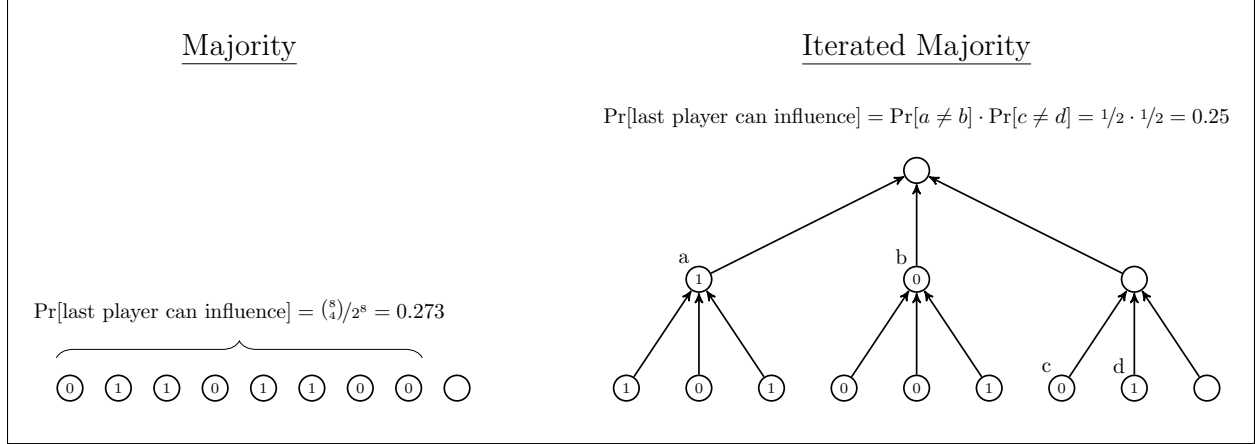 Majority
Pr[last player can influence] = (8 4)/2⁸ = 0.273
0 1 1 0 1 1 0 0
Iterated Majority
Pr[last player can influence] = Pr[a ≠ b] · Pr[c ≠ d] = 1/2 · 1/2 = 0.25
a b
1 0
c d
1 0 1 0 0 1 0 1